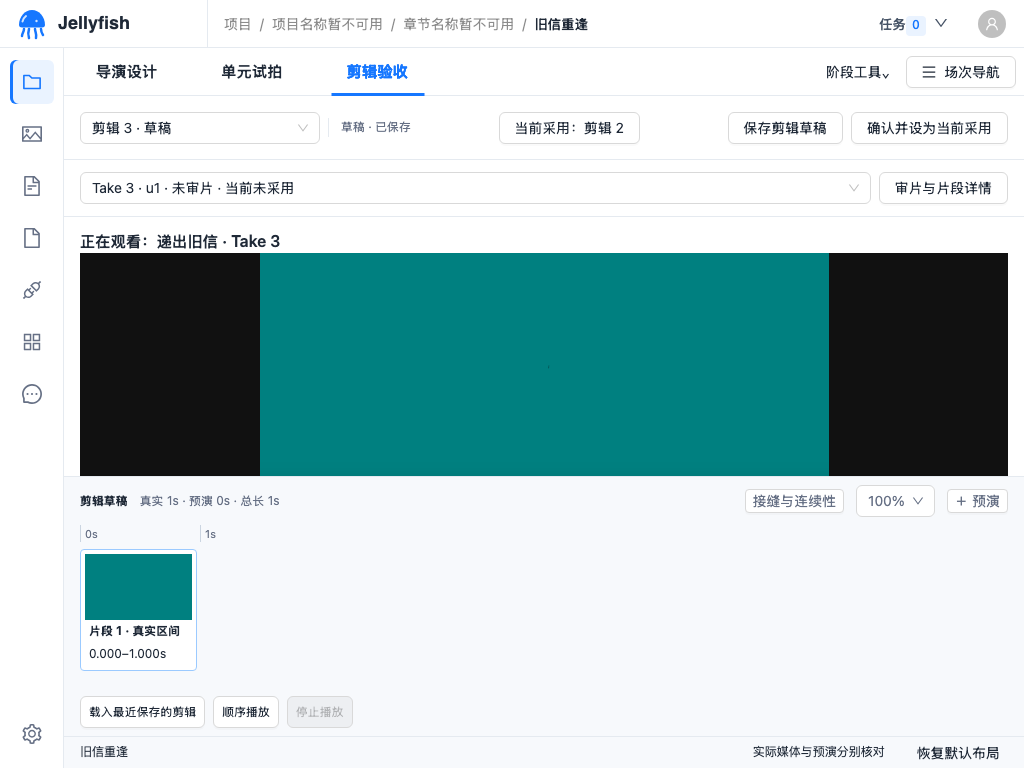 Jellyfish
项目 / 项目名称暂不可用 / 章节名称暂不可用 / 旧信重逢
任务 0
导演设计 单元试拍 剪辑验收
阶段工具 场次导航
剪辑 3 · 草稿 草稿 · 已保存 当前采用：剪辑 2 保存剪辑草稿 确认并设为当前采用
Take 3 · u1 · 未审片 · 当前未采用 审片与片段详情
正在观看：递出旧信 · Take 3
剪辑草稿 真实 1s · 预演 0s · 总长 1s 接缝与连续性 100% + 预演
0s 1s
片段 1 · 真实区间
0.000–1.000s
载入最近保存的剪辑 顺序播放 停止播放
旧信重逢 实际媒体与预演分别核对 恢复默认布局